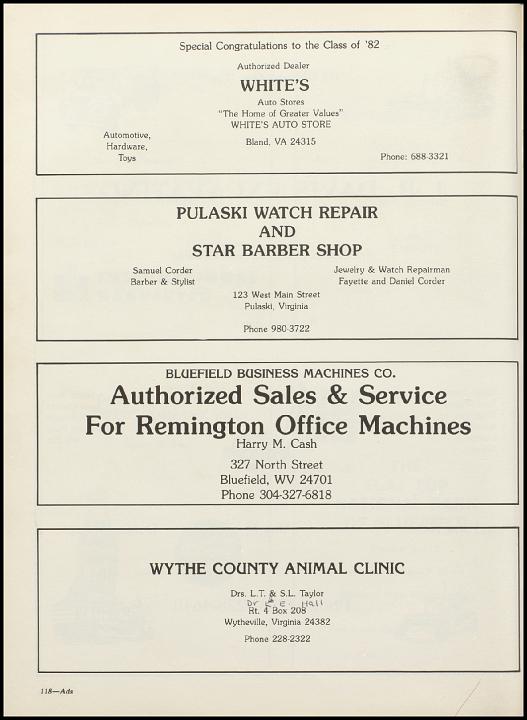 Special Congratulations to the Class of '82
Authorized Dealer
WHITE'S
Auto Stores
"The Home of Greater Values"
WHITE'S AUTO STORE
Automotive,
Hardware,
Toys
Bland, VA 24315
Phone: 688-3321
PULASKI WATCH REPAIR
AND
STAR BARBER SHOP
Samuel Corder
Barber & Stylist
Jewelry & Watch Repairman
Fayette and Daniel Corder
123 West Main Street
Pulaski, Virginia
Phone 980-3722
BLUEFIELD BUSINESS MACHINES CO.
Authorized Sales & Service
For Remington Office Machines
Harry M. Cash
327 North Street
Bluefield, WV 24701
Phone 304-327-6818
WYTHE COUNTY ANIMAL CLINIC
Drs. L.T. & S.L. Taylor
Dr E.E. Hall
Rt. 4 Box 208
Wytheville, Virginia 24382
Phone 228-2322
118—Ads